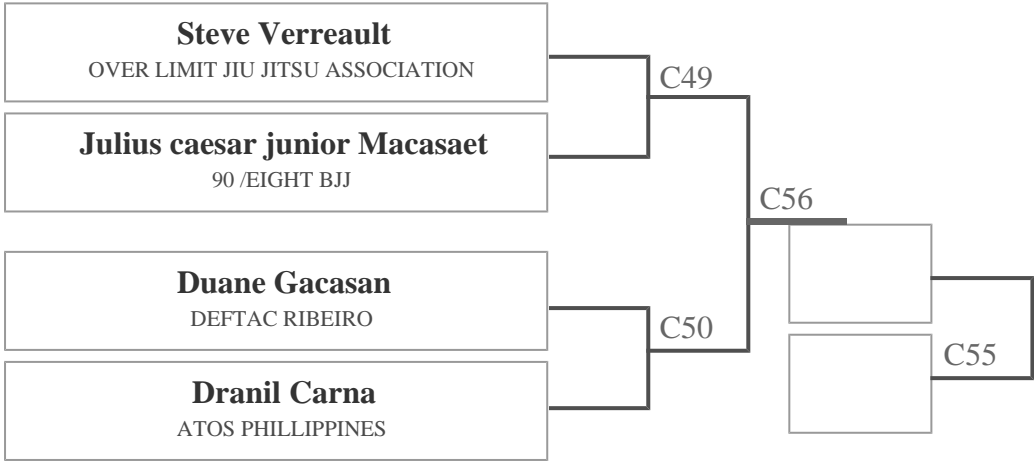 Steve Verreault
OVER LIMIT JIU JITSU ASSOCIATION
C49
Julius caesar junior Macasaet
90 /EIGHT BJJ
C56
Duane Gacasan
DEFTAC RIBEIRO
C50
C55
Dranil Carna
ATOS PHILLIPPINES